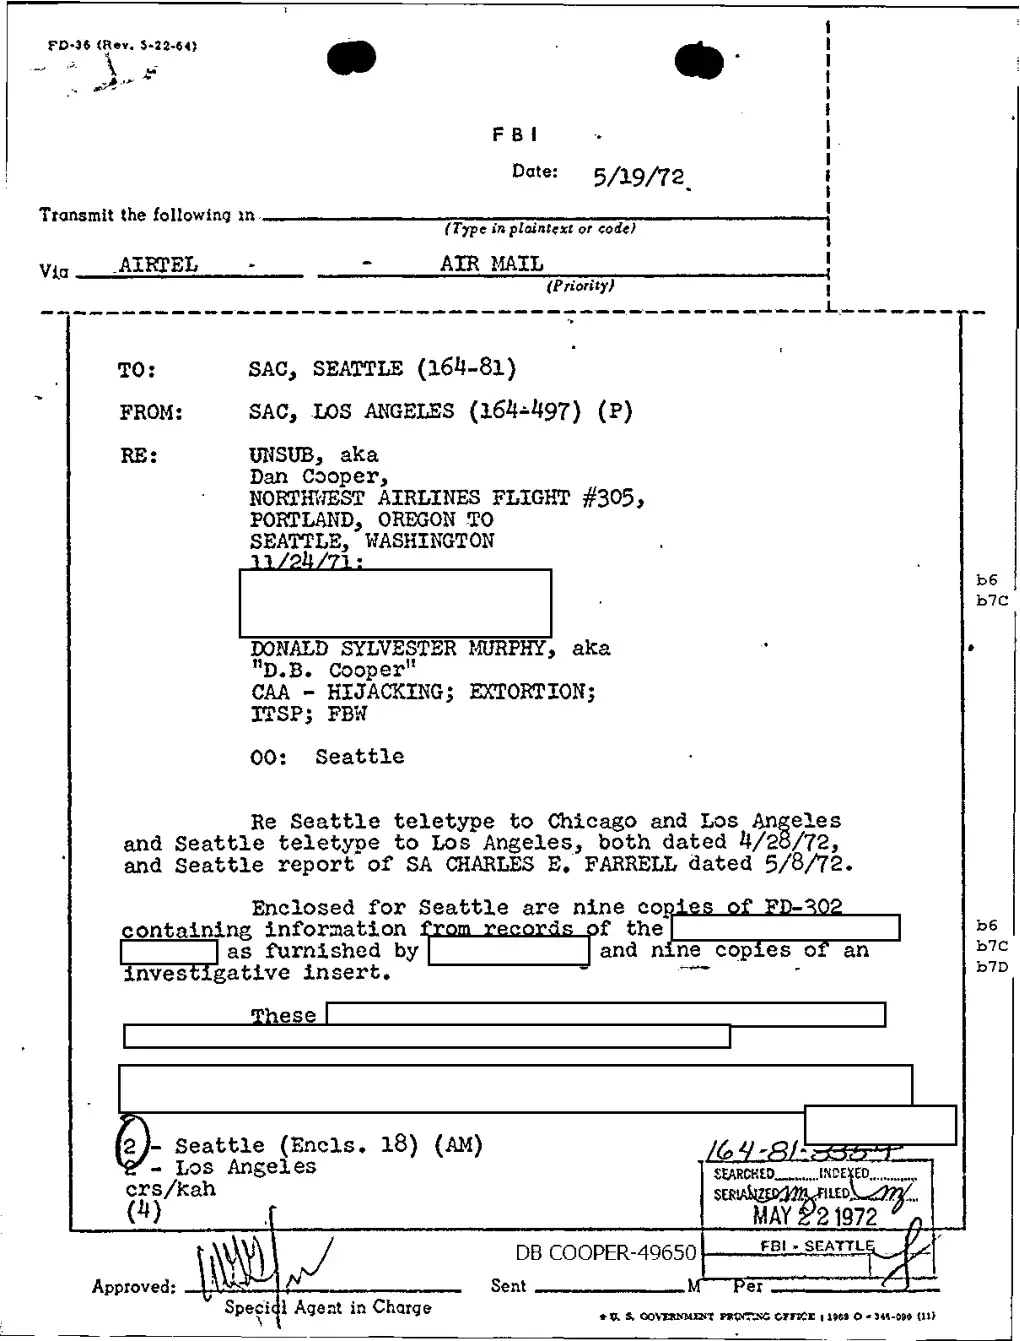 FD-36 (Rev. 5-22-64)
F B I
Date: 5/19/72
Transmit the following in
(Type in plaintext or code)
Via AIRTEL - - AIR MAIL
(Priority)
TO: SAC, SEATTLE (164-81)
FROM: SAC, LOS ANGELES (164-497) (P)
RE: UNSUB, aka
Dan Cooper,
NORTHWEST AIRLINES FLIGHT #305,
PORTLAND, OREGON TO
SEATTLE, WASHINGTON
11/24/71;
b6
b7C
DONALD SYLVESTER MURPHY, aka
"D.B. Cooper"
CAA - HIJACKING; EXTORTION;
ITSP; FBW
OO: Seattle
Re Seattle teletype to Chicago and Los Angeles
and Seattle teletype to Los Angeles, both dated 4/28/72,
and Seattle report of SA CHARLES E. FARRELL dated 5/8/72.
Enclosed for Seattle are nine copies of FD-302
containing information from records of the
as furnished by and nine copies of an
investigative insert.
b6
b7C
b7D
These
2 - Seattle (Encls. 18) (AM)
2 - Los Angeles
crs/kah
(4)
164-81-
SEARCHED INDEXED
SERIALIZED FILED
MAY 22 1972
FBI - SEATTLE
DB COOPER-49650
Approved: Sent M Per
Special Agent in Charge
* U. S. GOVERNMENT PRINTING OFFICE : 1969 O - 346-090 (11)